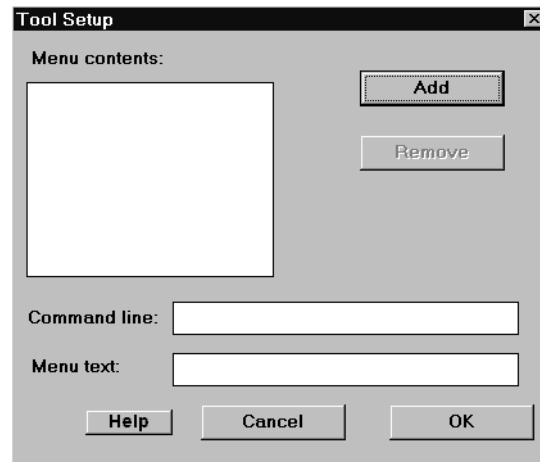 Tool Setup
Menu contents:
Add
Remove
Command line:
Menu text:
Help Cancel OK